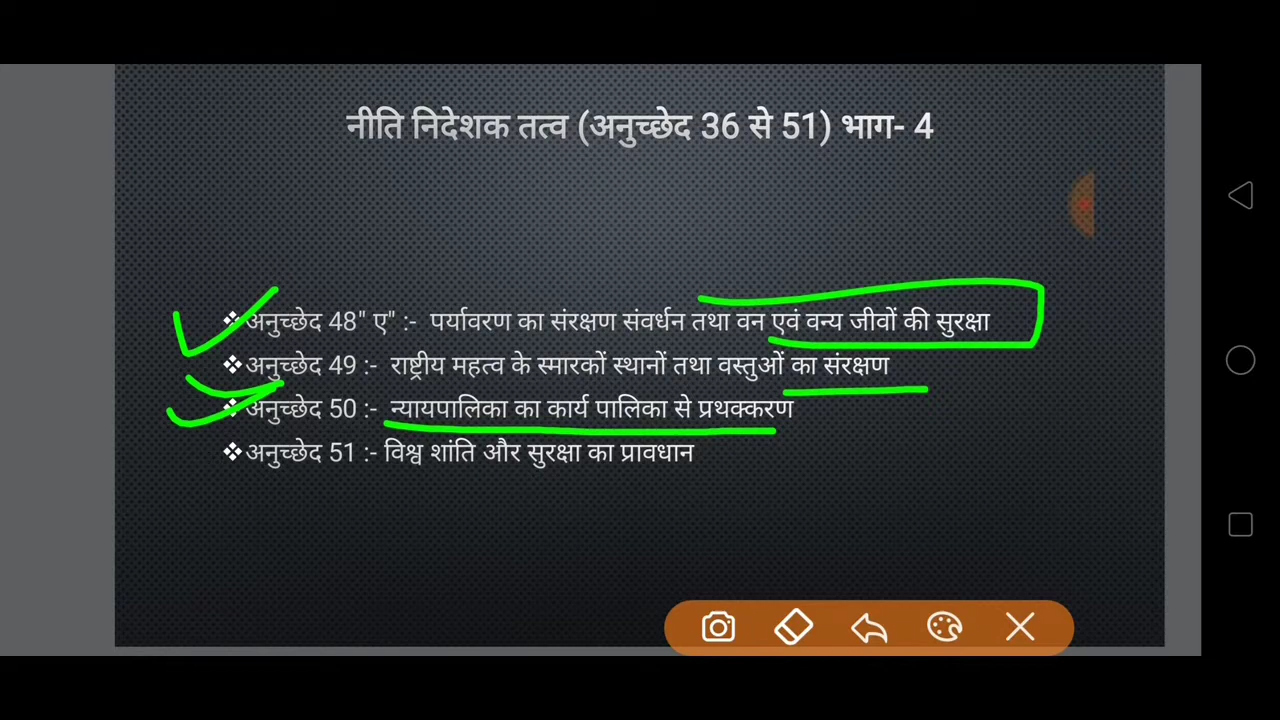 नीति निदेशक तत्व (अनुच्छेद 36 से 51) भाग- 4
❖अनुच्छेद 48" ए" :- पर्यावरण का संरक्षण संवर्धन तथा वन एवं वन्य जीवों की सुरक्षा
❖अनुच्छेद 49 :- राष्ट्रीय महत्व के स्मारकों स्थानों तथा वस्तुओं का संरक्षण
❖अनुच्छेद 50 :- न्यायपालिका का कार्य पालिका से प्रथक्करण
❖अनुच्छेद 51 :- विश्व शांति और सुरक्षा का प्रावधान